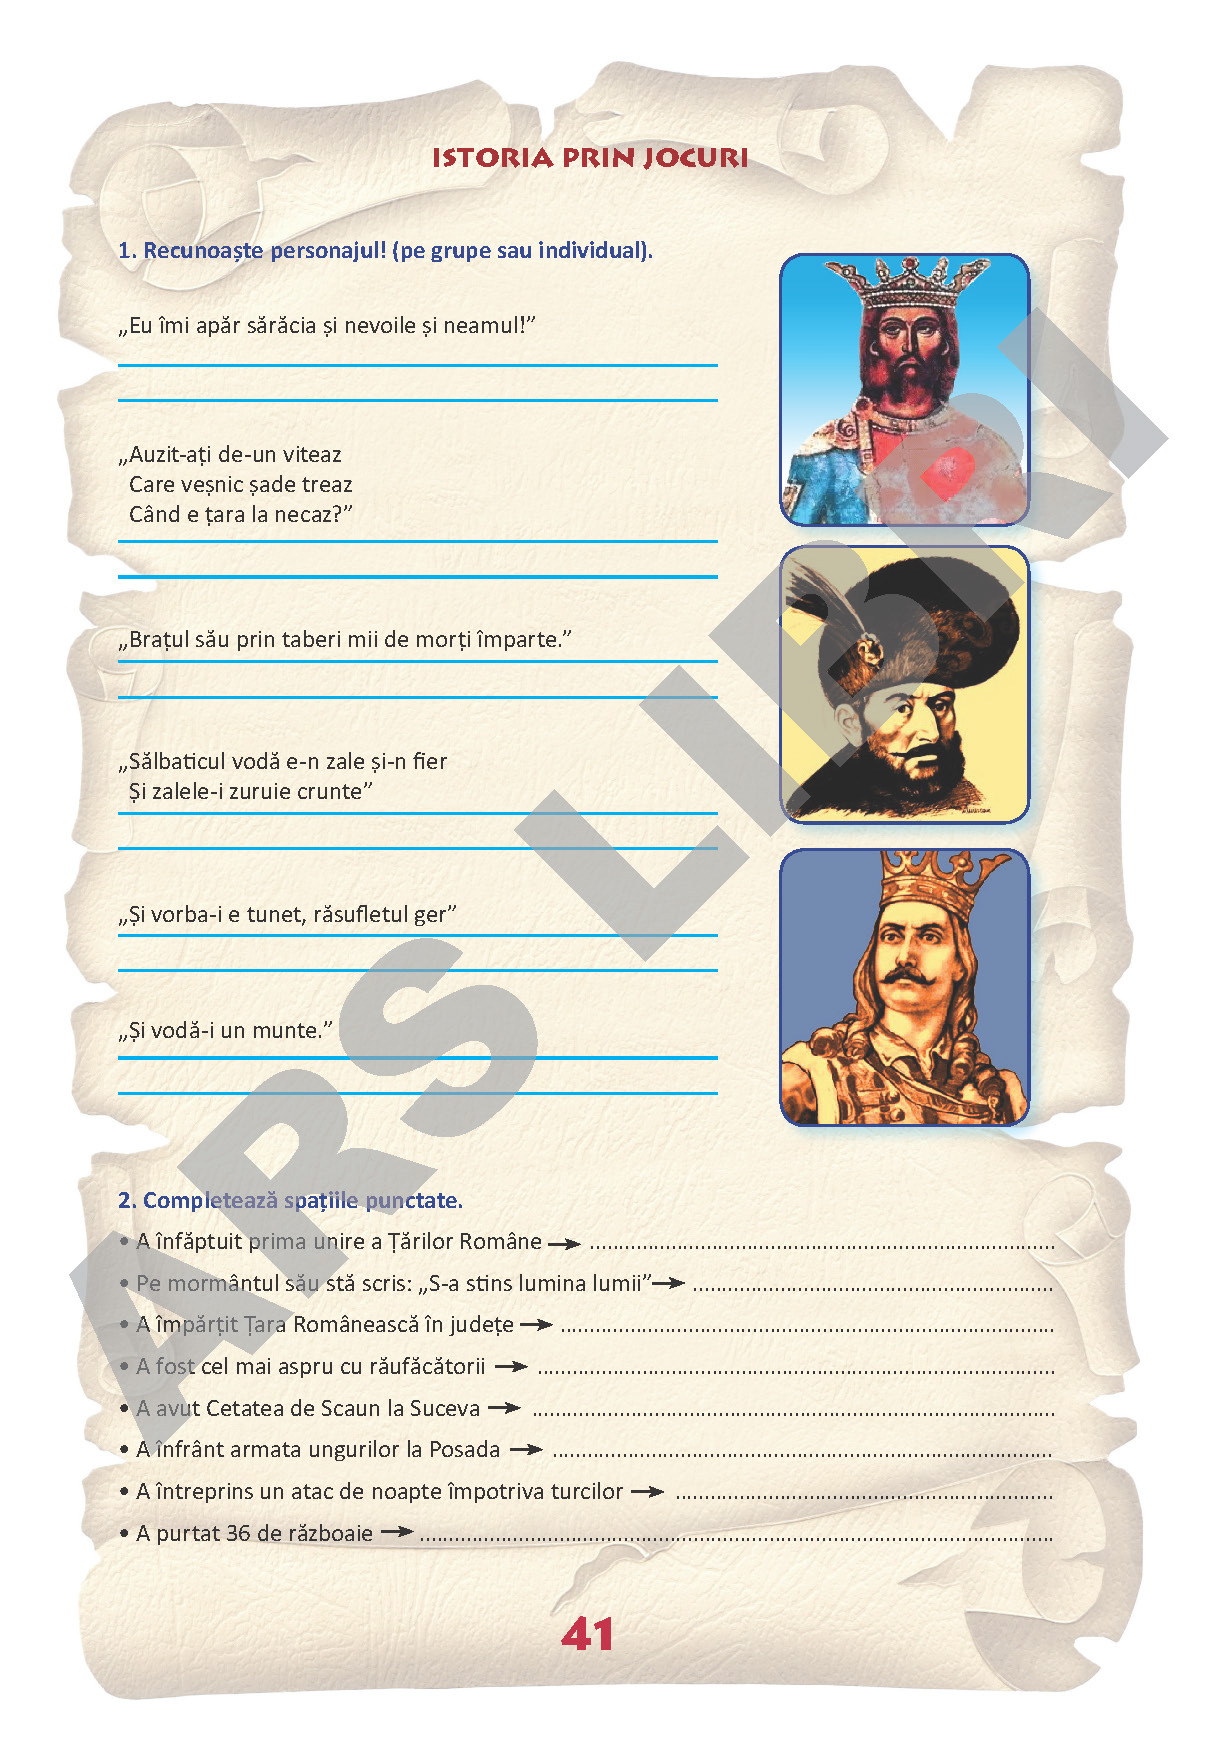 ISTORIA PRIN JOCURI
1. Recunoaște personajul! (pe grupe sau individual).
„Eu îmi apăr sărăcia și nevoile și neamul!”
„Auzit-ați de-un viteaz
Care veșnic șade treaz
Când e țara la necaz?”
„Brațul său prin taberi mii de morți împarte.”
„Sălbaticul vodă e-n zale și-n fier
Și zalele-i zuruie crunte”
„Și vorba-i e tunet, răsufletul ger”
„Și vodă-i un munte.”
2. Completează spațiile punctate.
• A înfăptuit prima unire a Țărilor Române → ................................................................................
• Pe mormântul său stă scris: „S-a stins lumina lumii” → ..............................................................
• A împărțit Țara Românească în județe → .....................................................................................
• A fost cel mai aspru cu răufăcătorii → .........................................................................................
• A avut Cetatea de Scaun la Suceva → ..........................................................................................
• A înfrânt armata ungurilor la Posada → ......................................................................................
• A întreprins un atac de noapte împotriva turcilor → .................................................................
• A purtat 36 de războaie → .............................................................................................................
41
ARS LIBRI